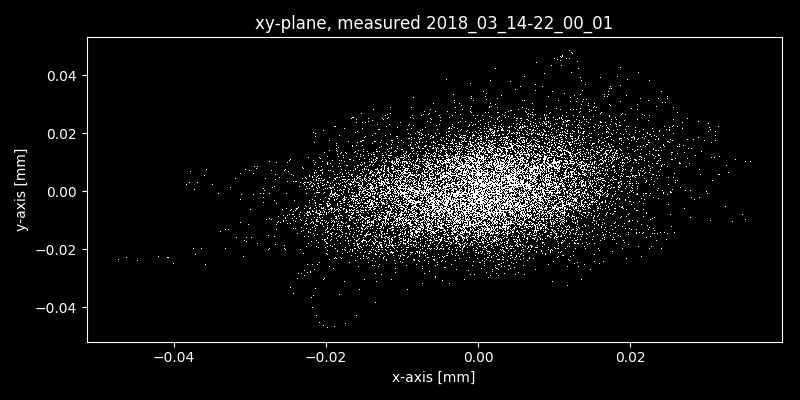 xy-plane, measured 2018_03_14-22_00_01
0.04
0.02
0.00
−0.02
−0.04
y-axis [mm]
−0.04 −0.02 0.00 0.02
x-axis [mm]